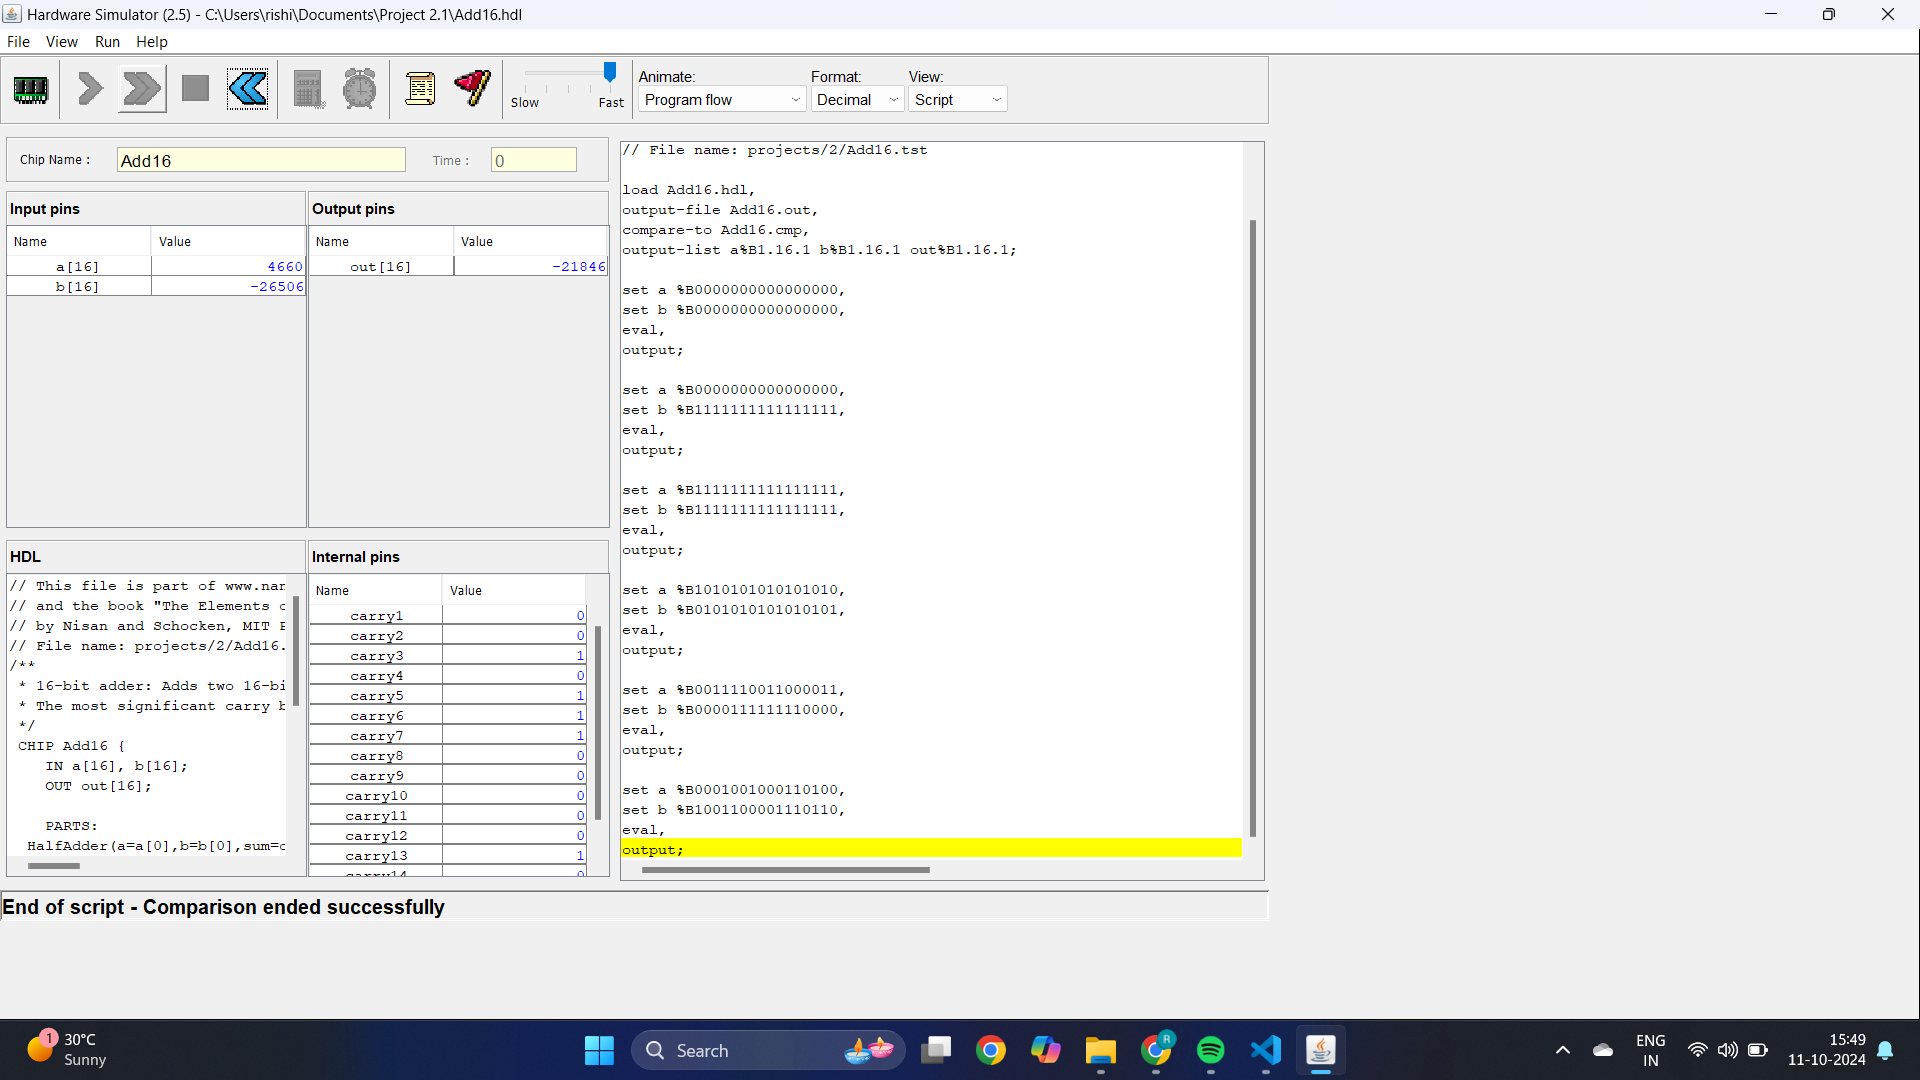 Hardware Simulator (2.5) - C:\Users\rishi\Documents\Project 2.1\Add16.hdl
File View Run Help
Slow Fast
Animate: Format: View:
Program flow Decimal Script
Chip Name : Add16 Time : 0
Input pins
Name Value
a[16] 4660
b[16] -26506
Output pins
Name Value
out[16] -21846
HDL
// This file is part of www.nan
// and the book "The Elements o
// by Nisan and Schocken, MIT P
// File name: projects/2/Add16.
/**
* 16-bit adder: Adds two 16-bi
* The most significant carry b
*/
CHIP Add16 {
IN a[16], b[16];
OUT out[16];
PARTS:
HalfAdder(a=a[0],b=b[0],sum=o
Internal pins
Name Value
carry1 0
carry2 0
carry3 1
carry4 0
carry5 1
carry6 1
carry7 1
carry8 0
carry9 0
carry10 0
carry11 0
carry12 0
carry13 1
carry14 0
// File name: projects/2/Add16.tst
load Add16.hdl,
output-file Add16.out,
compare-to Add16.cmp,
output-list a%B1.16.1 b%B1.16.1 out%B1.16.1;
set a %B0000000000000000,
set b %B0000000000000000,
eval,
output;
set a %B0000000000000000,
set b %B1111111111111111,
eval,
output;
set a %B1111111111111111,
set b %B1111111111111111,
eval,
output;
set a %B1010101010101010,
set b %B0101010101010101,
eval,
output;
set a %B0011110011000011,
set b %B0000111111110000,
eval,
output;
set a %B0001001000110100,
set b %B1001100001110110,
eval,
output;
End of script - Comparison ended successfully
1
30°C
Sunny
Search
R
ENG
IN
15:49
11-10-2024